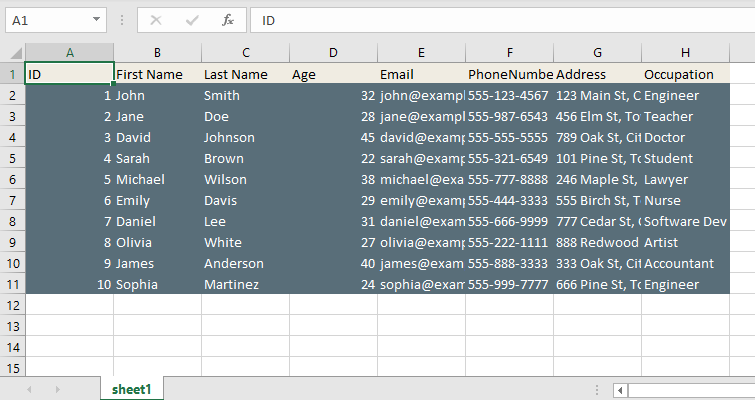 A1 fx ID
A B C D E F G H
1 ID First Name Last Name Age Email PhoneNumbe Address Occupation
2 1 John Smith 32 john@exampl 555-123-4567 123 Main St, C Engineer
3 2 Jane Doe 28 jane@exampl 555-987-6543 456 Elm St, To Teacher
4 3 David Johnson 45 david@examp 555-555-5555 789 Oak St, Cit Doctor
5 4 Sarah Brown 22 sarah@examp 555-321-6549 101 Pine St, To Student
6 5 Michael Wilson 38 michael@exa 555-777-8888 246 Maple St, Lawyer
7 6 Emily Davis 29 emily@examp 555-444-3333 555 Birch St, T Nurse
8 7 Daniel Lee 31 daniel@exam 555-666-9999 777 Cedar St, C Software Dev
9 8 Olivia White 27 olivia@examp 555-222-1111 888 Redwood Artist
10 9 James Anderson 40 james@exam 555-888-3333 333 Oak St, Cit Accountant
11 10 Sophia Martinez 24 sophia@exam 555-999-7777 666 Pine St, To Engineer
12
13
14
15
sheet1